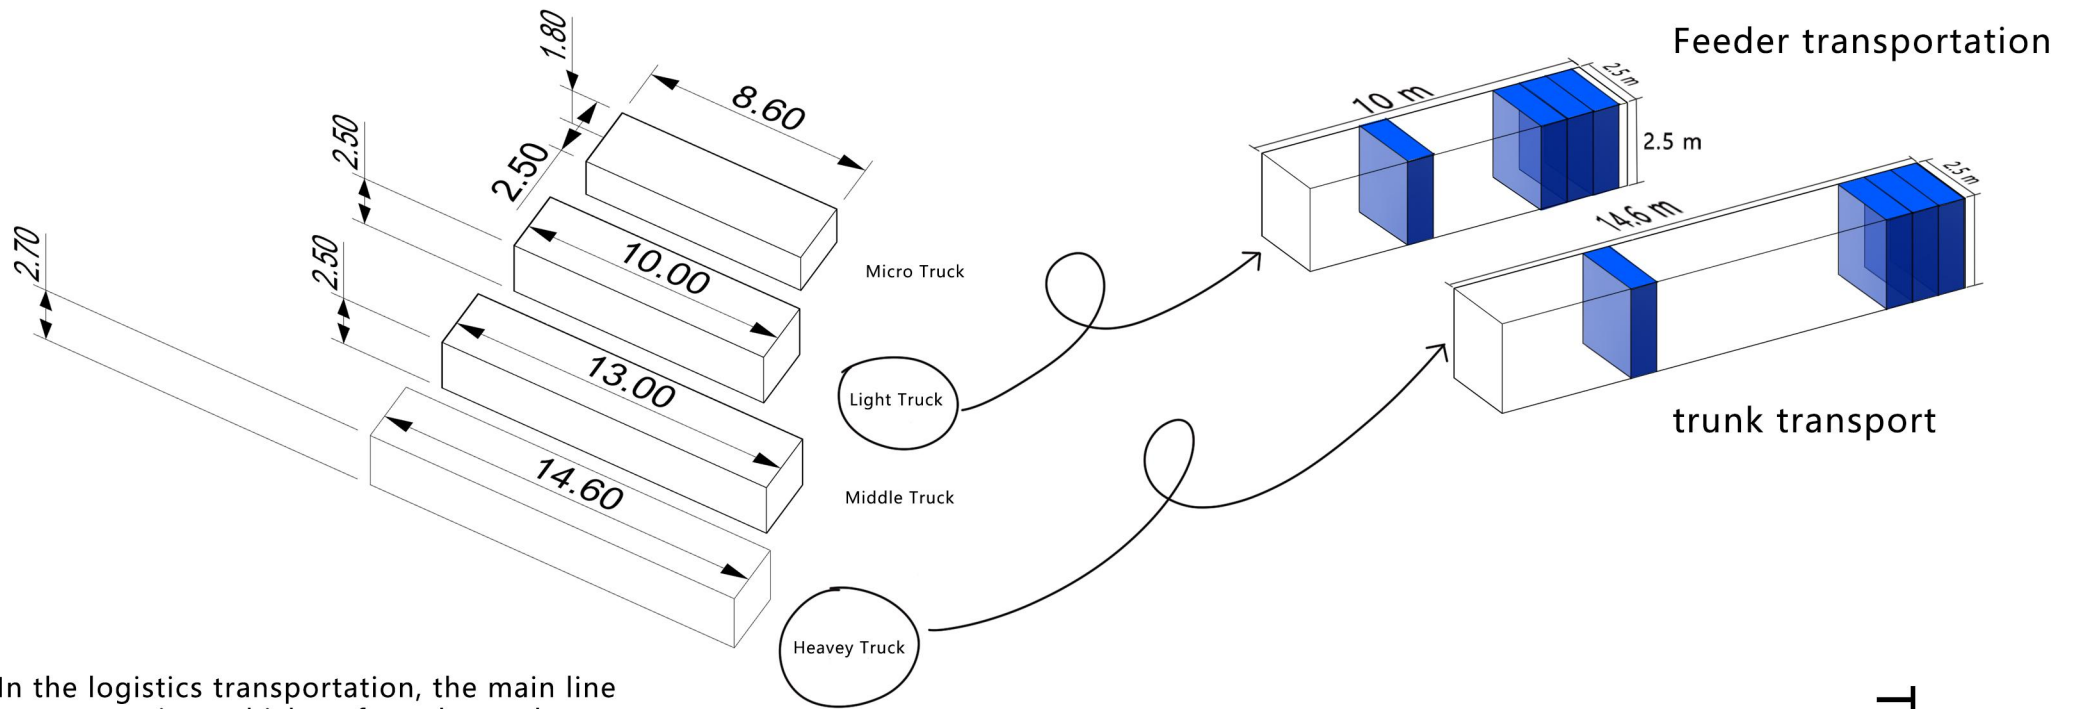 1.80
8.60
2.50
2.50
Micro Truck
10.00
2.50
2.70
Light Truck
13.00
Middle Truck
14.60
Heavey Truck
Feeder transportation
10 m
2.5 m
2.5 m
14.6 m
2.5 m
trunk transport
In the logistics transportation, the main line